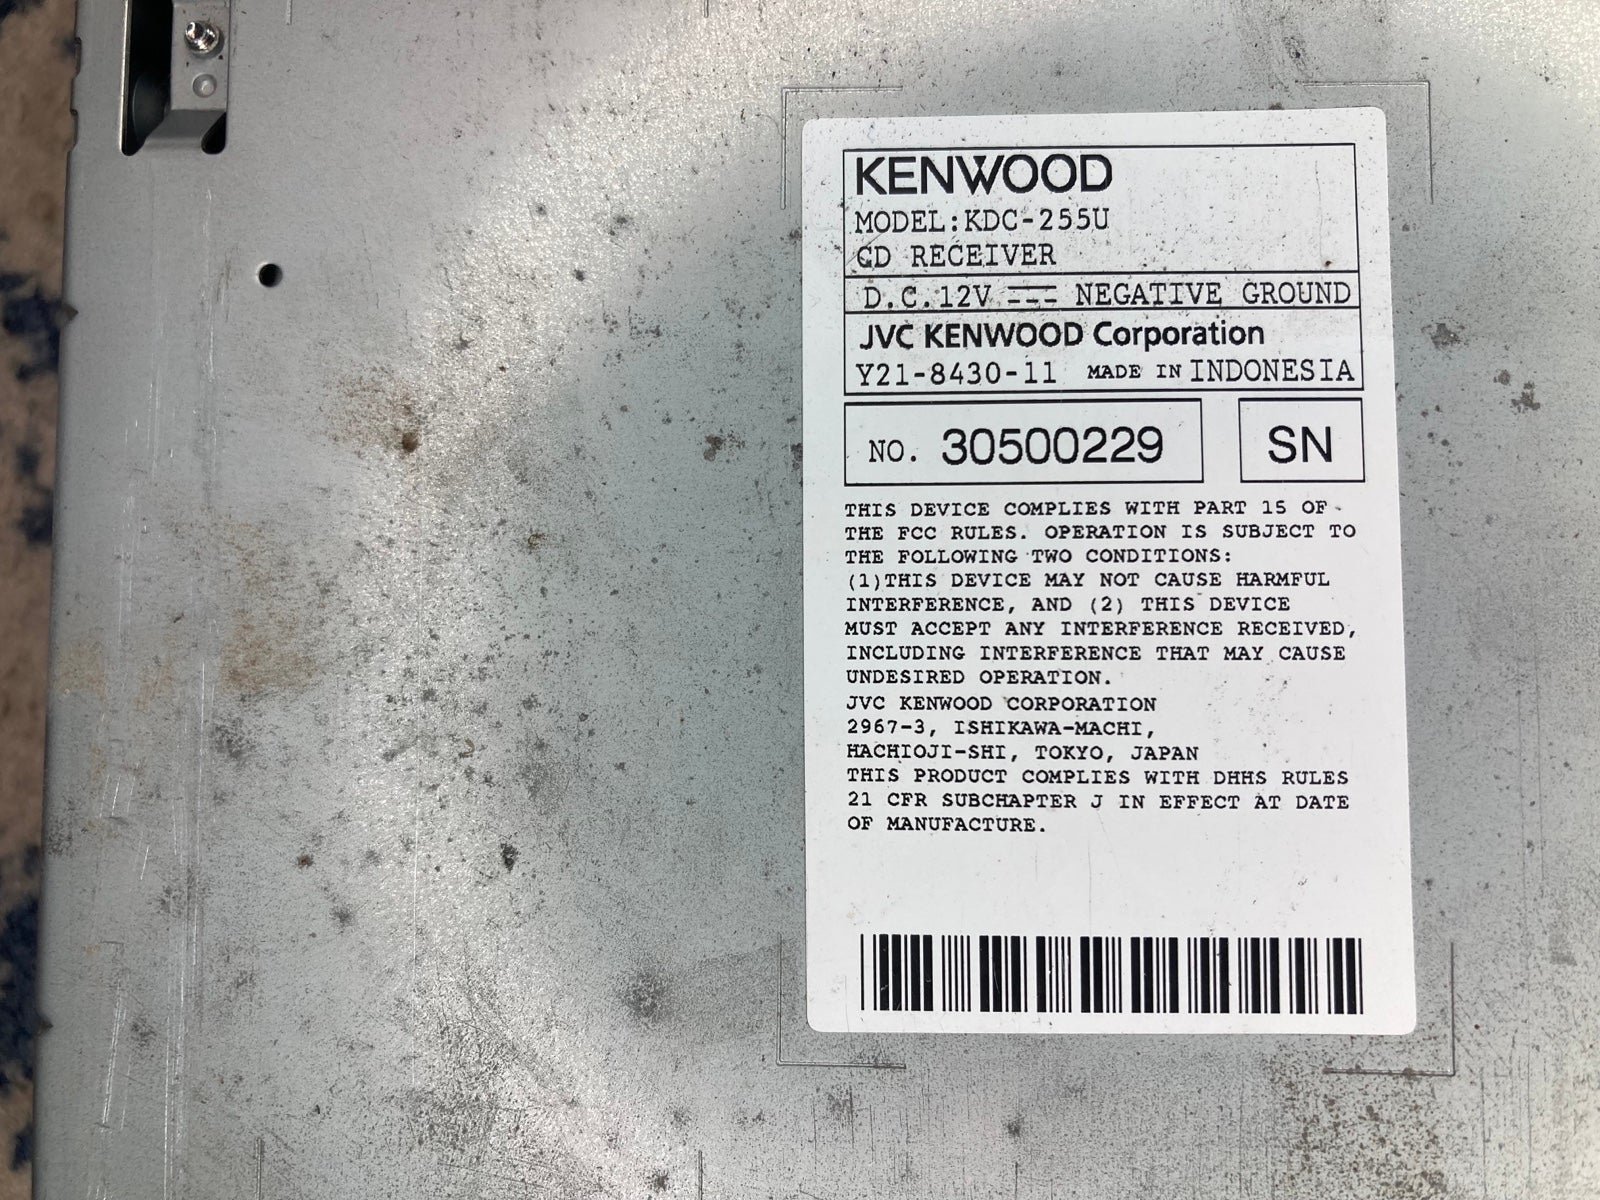 KENWOOD
MODEL:KDC-255U
CD RECEIVER
D.C.12V ⎓ NEGATIVE GROUND
JVC KENWOOD Corporation
Y21-8430-11 MADE IN INDONESIA
NO. 30500229 SN
THIS DEVICE COMPLIES WITH PART 15 OF
THE FCC RULES. OPERATION IS SUBJECT TO
THE FOLLOWING TWO CONDITIONS:
(1)THIS DEVICE MAY NOT CAUSE HARMFUL
INTERFERENCE, AND (2) THIS DEVICE
MUST ACCEPT ANY INTERFERENCE RECEIVED,
INCLUDING INTERFERENCE THAT MAY CAUSE
UNDESIRED OPERATION.
JVC KENWOOD CORPORATION
2967-3, ISHIKAWA-MACHI,
HACHIOJI-SHI, TOKYO, JAPAN
THIS PRODUCT COMPLIES WITH DHHS RULES
21 CFR SUBCHAPTER J IN EFFECT AT DATE
OF MANUFACTURE.